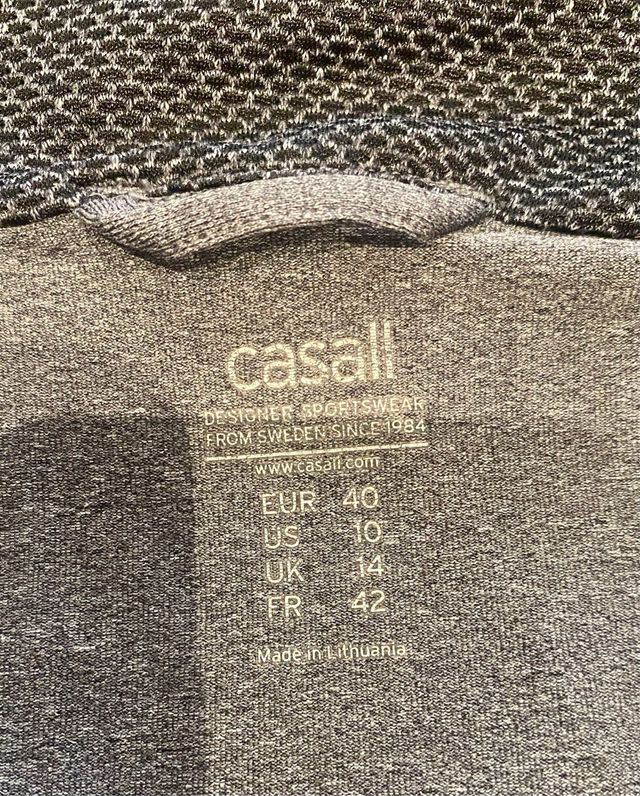 casall
DESIGNER SPORTSWEAR
FROM SWEDEN SINCE 1984
www.casall.com
EUR 40
US 10
UK 14
FR 42
Made in Lithuania